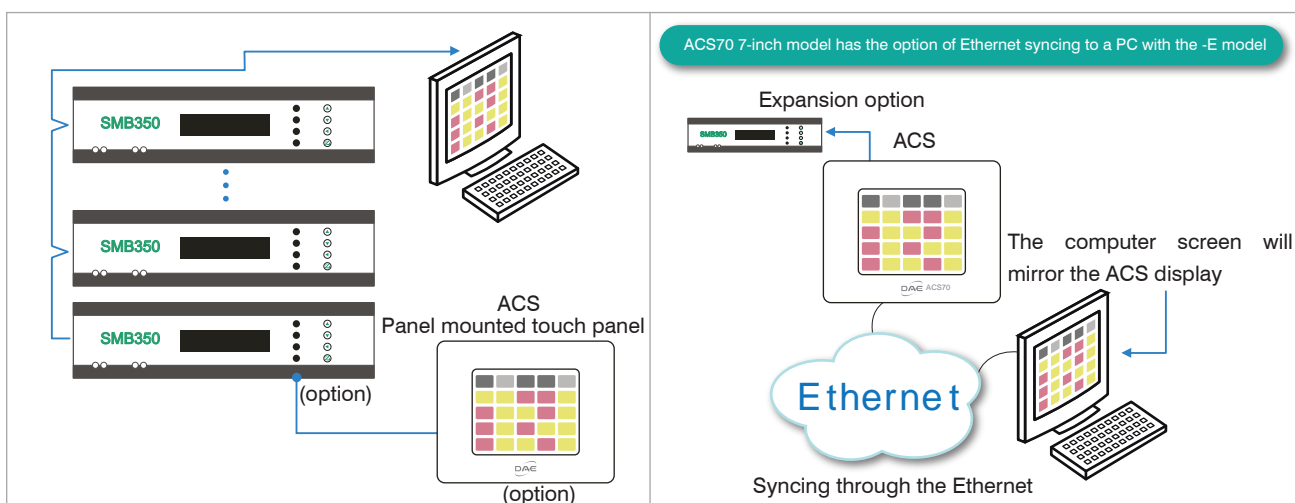 SMB350
SMB350
SMB350
(option)
ACS
Panel mounted touch panel
DAE
(option)
ACS70 7-inch model has the option of Ethernet syncing to a PC with the -E model
Expansion option
SMB350
ACS
DAE ACS70
The computer screen will
mirror the ACS display
Ethernet
Syncing through the Ethernet